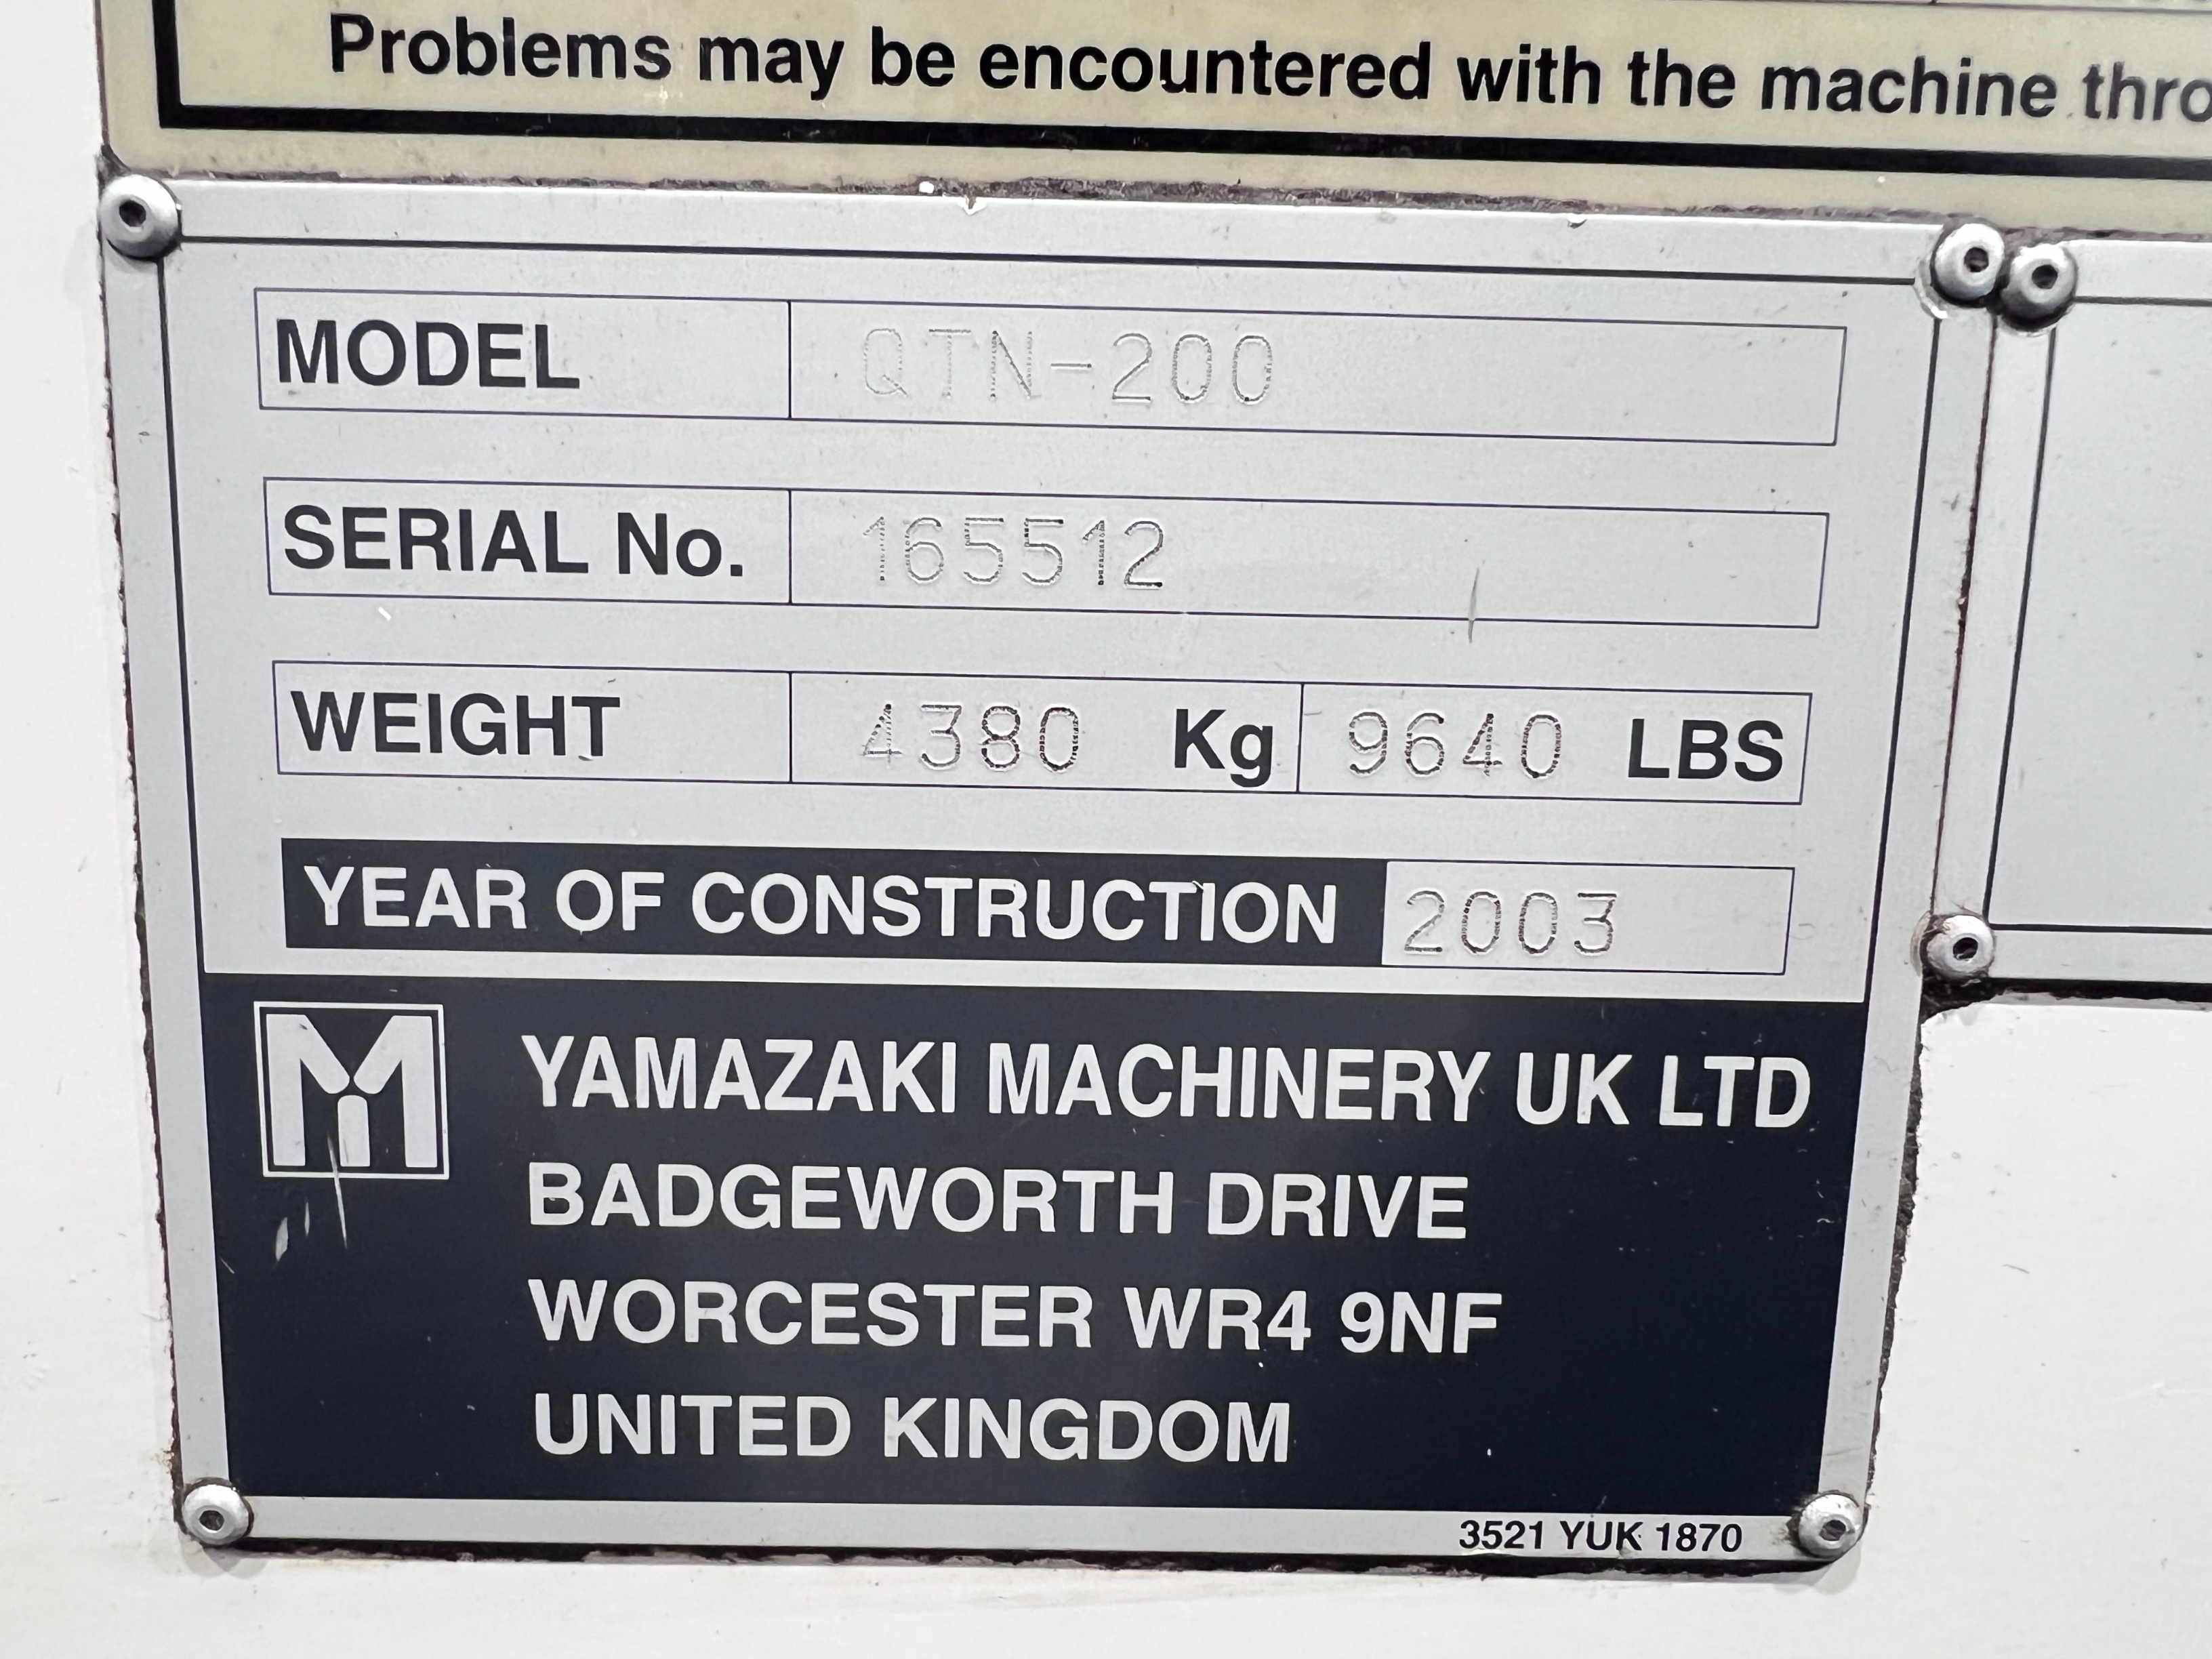 Problems may be encountered with the machine thro
MODEL QTN-200
SERIAL No. 165512
WEIGHT 4380 Kg 9640 LBS
YEAR OF CONSTRUCTION 2003
YAMAZAKI MACHINERY UK LTD
BADGEWORTH DRIVE
WORCESTER WR4 9NF
UNITED KINGDOM
3521 YUK 1870